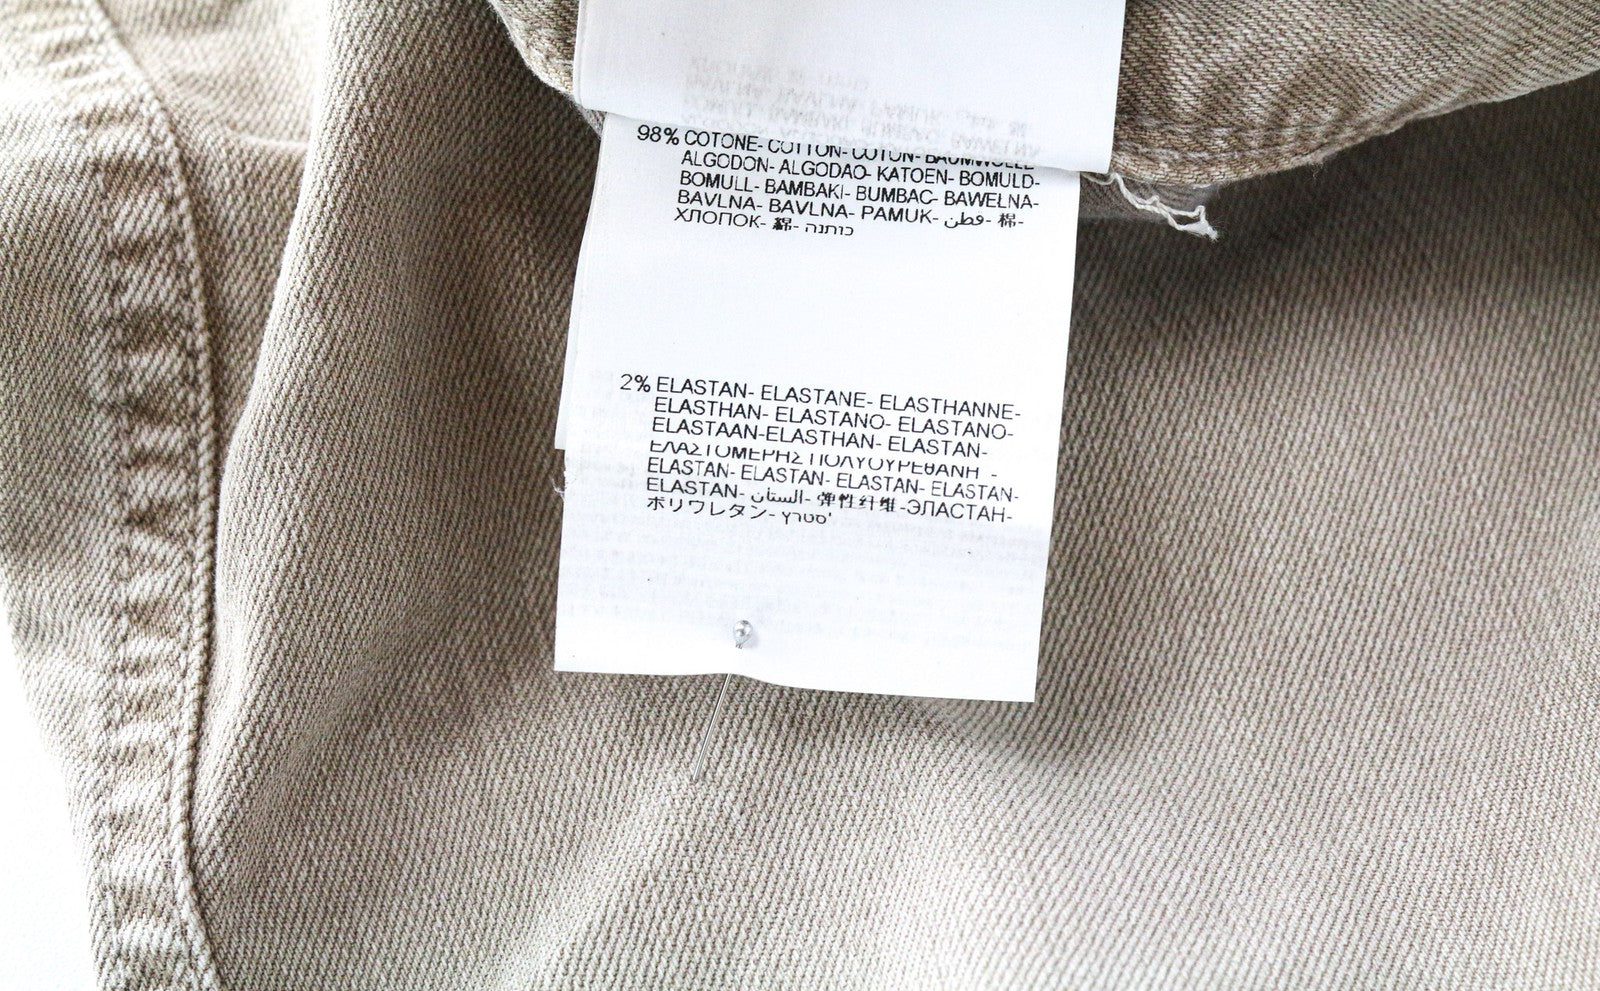 98% COTONE- COTTON- COTON- BAUMWOLLE-
ALGODON- ALGODAO- KATOEN- BOMULD-
BOMULL- BAMBAKI- BUMBAC- BAWEŁNA-
BAVLNA- BAVLNA- PAMUK- قطن- 棉-
ХЛОПОК- 綿- כותנה
2% ELASTAN- ELASTANE- ELASTHANNE-
ELASTHAN- ELASTANO- ELASTANO-
ELASTAAN-ELASTHAN- ELASTAN-
ΕΛΑΣΤΟΜΕΡΗΣ ΠΟΛΥΟΥΡΕΘΑΝΗ -
ELASTAN- ELASTAN- ELASTAN- ELASTAN-
ELASTAN- الستان- 弹性纤维 -ЭЛАСТАН-
ポリウレタン-